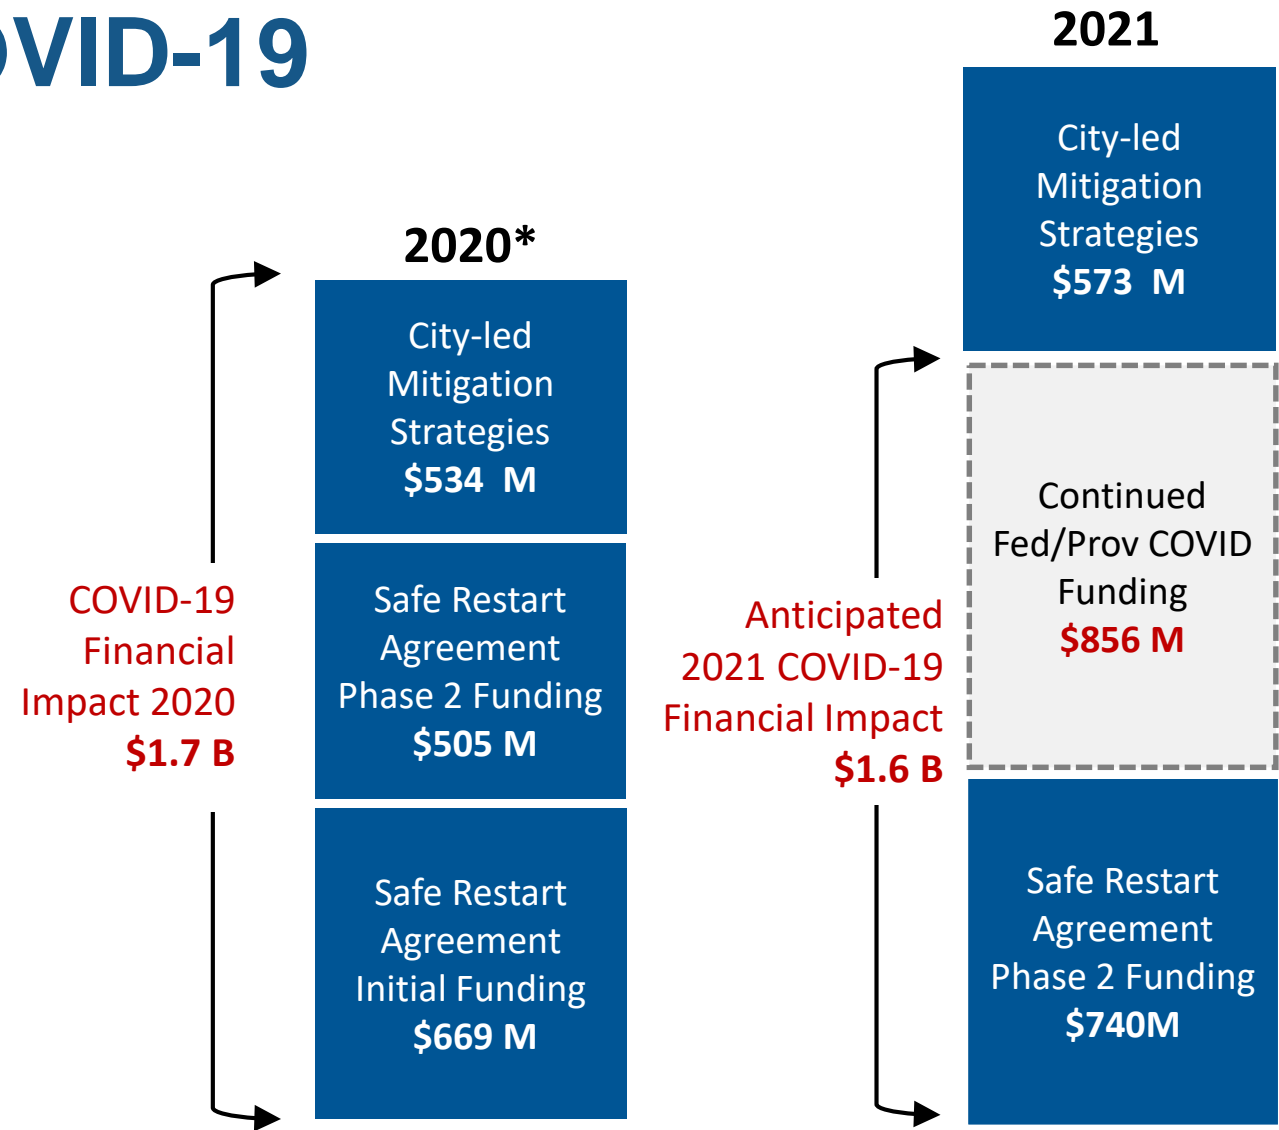 OVID-19
2020*
City-led
Mitigation
Strategies
$534 M
Safe Restart
Agreement
Phase 2 Funding
$505 M
Safe Restart
Agreement
Initial Funding
$669 M
COVID-19
Financial
Impact 2020
$1.7 B
2021
City-led
Mitigation
Strategies
$573 M
Continued
Fed/Prov COVID
Funding
$856 M
Safe Restart
Agreement
Phase 2 Funding
$740M
Anticipated
2021 COVID-19
Financial Impact
$1.6 B